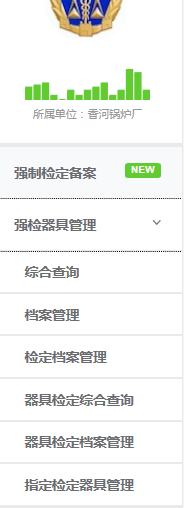 所属单位：香河锅炉厂
强制检定备案 NEW
强检器具管理
综合查询
档案管理
检定档案管理
器具检定综合查询
器具检定档案管理
指定检定器具管理